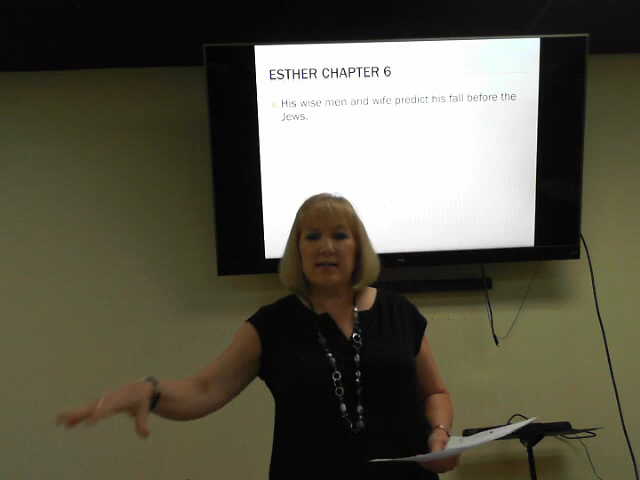 ESTHER CHAPTER 6
His wise men and wife predict his fall before the
Jews.